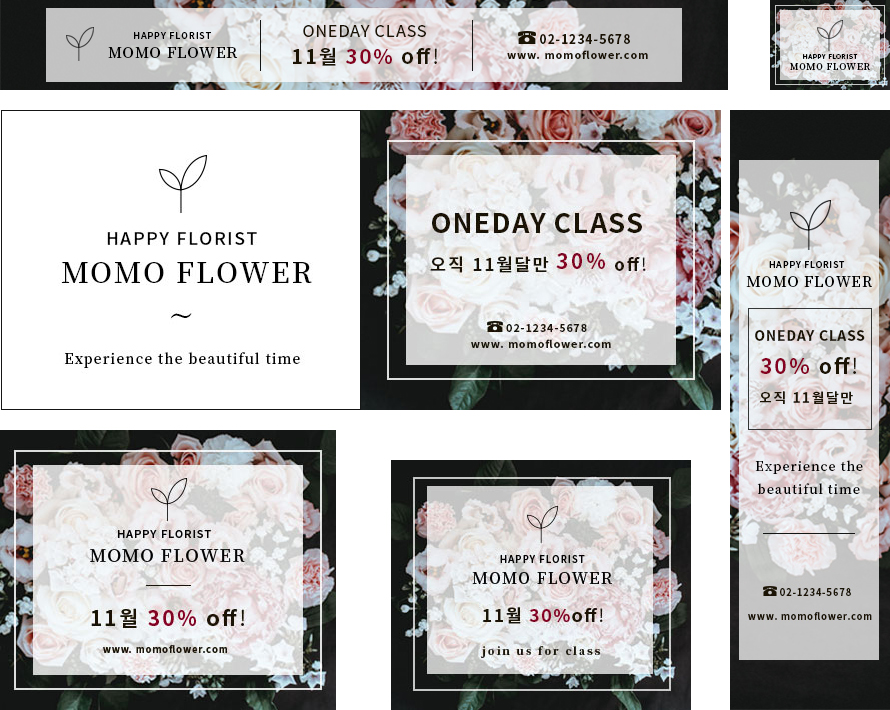 HAPPY FLORIST
MOMO FLOWER
ONEDAY CLASS
11월 30% off!
02-1234-5678
www. momoflower.com
HAPPY FLORIST
MOMO FLOWER
HAPPY FLORIST
MOMO FLOWER
~
Experience the beautiful time
ONEDAY CLASS
오직 11월달만 30% off!
02-1234-5678
www. momoflower.com
HAPPY FLORIST
MOMO FLOWER
ONEDAY CLASS
30% off!
오직 11월달만
Experience the
beautiful time
02-1234-5678
www. momoflower.com
HAPPY FLORIST
MOMO FLOWER
11월 30% off!
www. momoflower.com
HAPPY FLORIST
MOMO FLOWER
11월 30%off!
join us for class